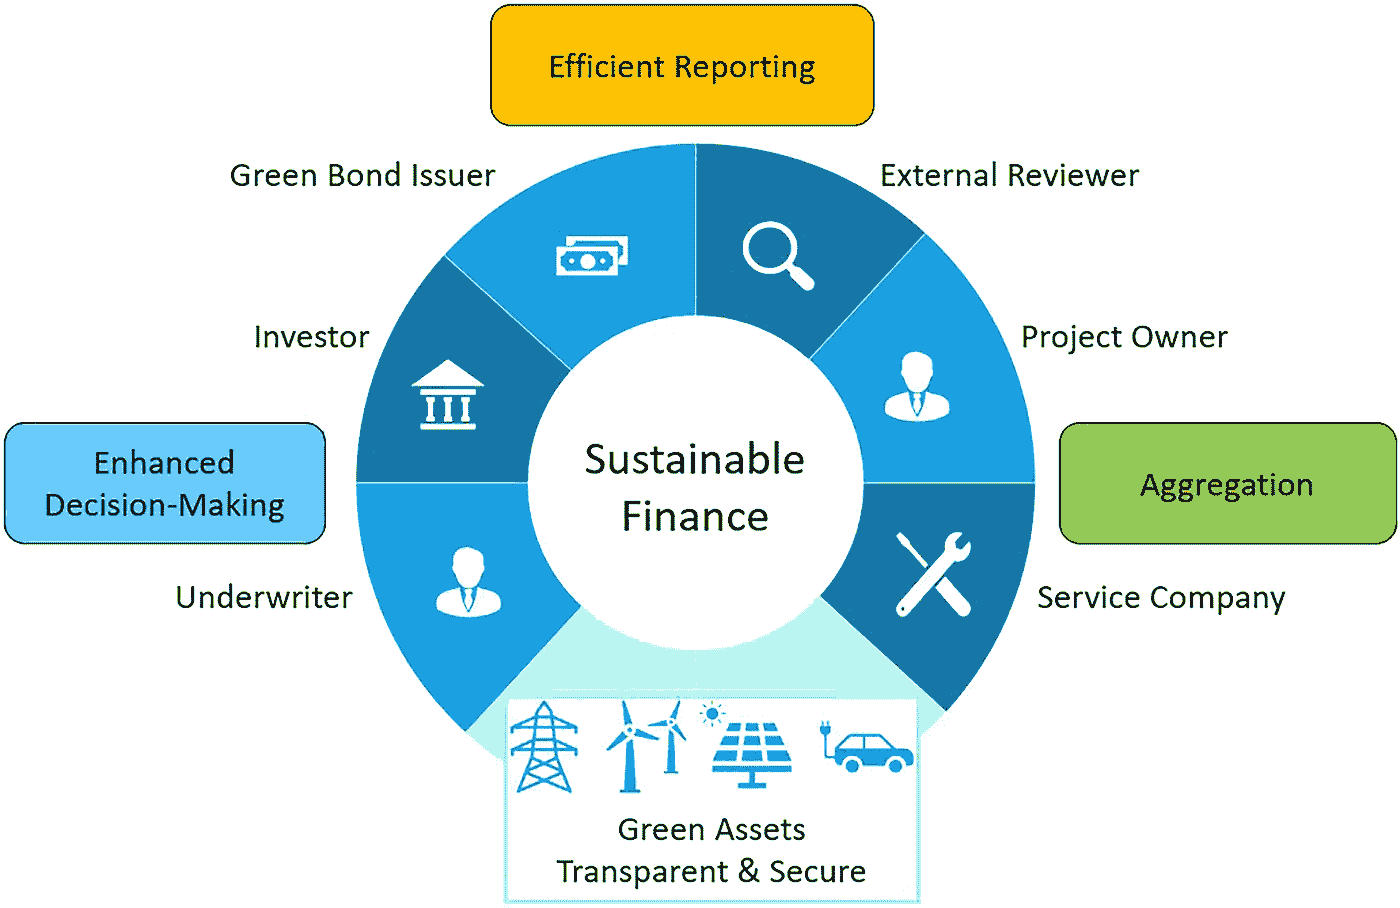 Efficient Reporting
Green Bond Issuer
External Reviewer
Investor
Project Owner
Enhanced
Decision-Making
Sustainable
Finance
Aggregation
Underwriter
Service Company
Green Assets
Transparent & Secure